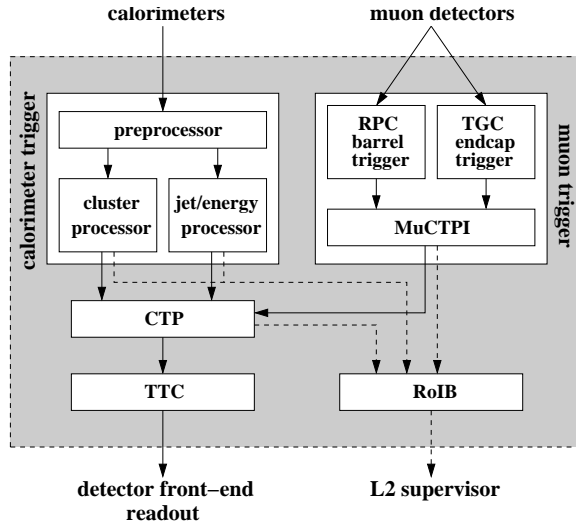 calorimeters
muon detectors
calorimeter trigger
preprocessor
cluster
processor
jet/energy
processor
RPC
barrel
trigger
TGC
endcap
trigger
MuCTPI
muon trigger
CTP
TTC
RoIB
detector front−end
readout
L2 supervisor